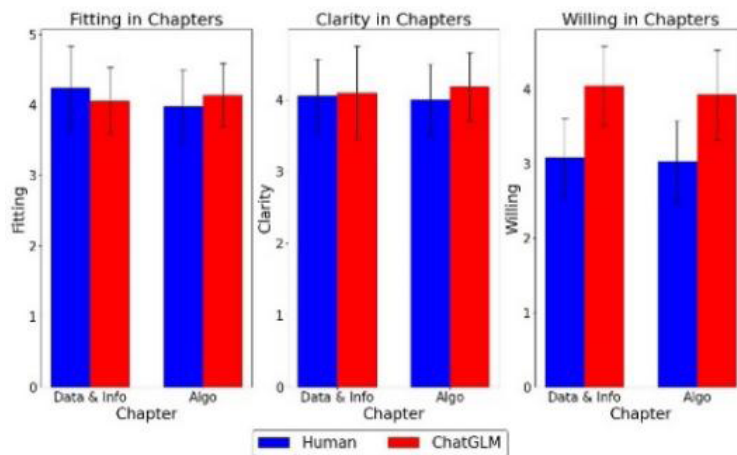 Fitting in Chapters
Fitting
5
4
3
2
1
0
Data & Info
Algo
Chapter
Clarity in Chapters
Clarity
4
3
2
1
0
Data & Info
Algo
Chapter
Willing in Chapters
Willing
4
3
2
1
0
Data & Info
Algo
Chapter
Human
ChatGLM